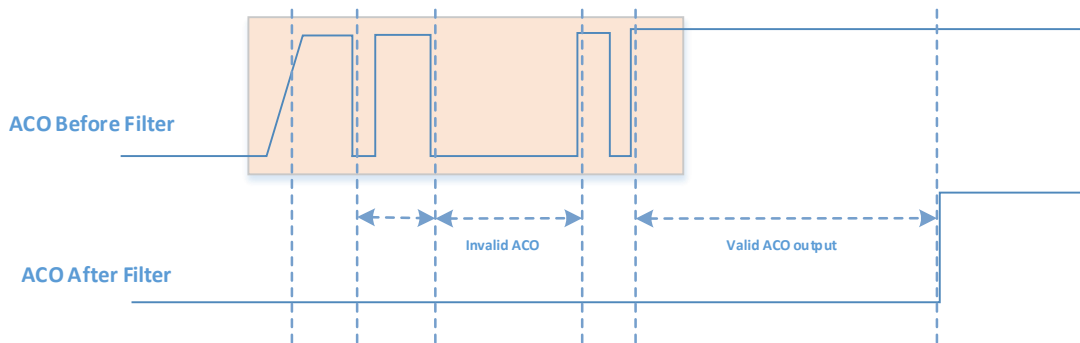 ACO Before Filter
Invalid ACO
Valid ACO output
ACO After Filter